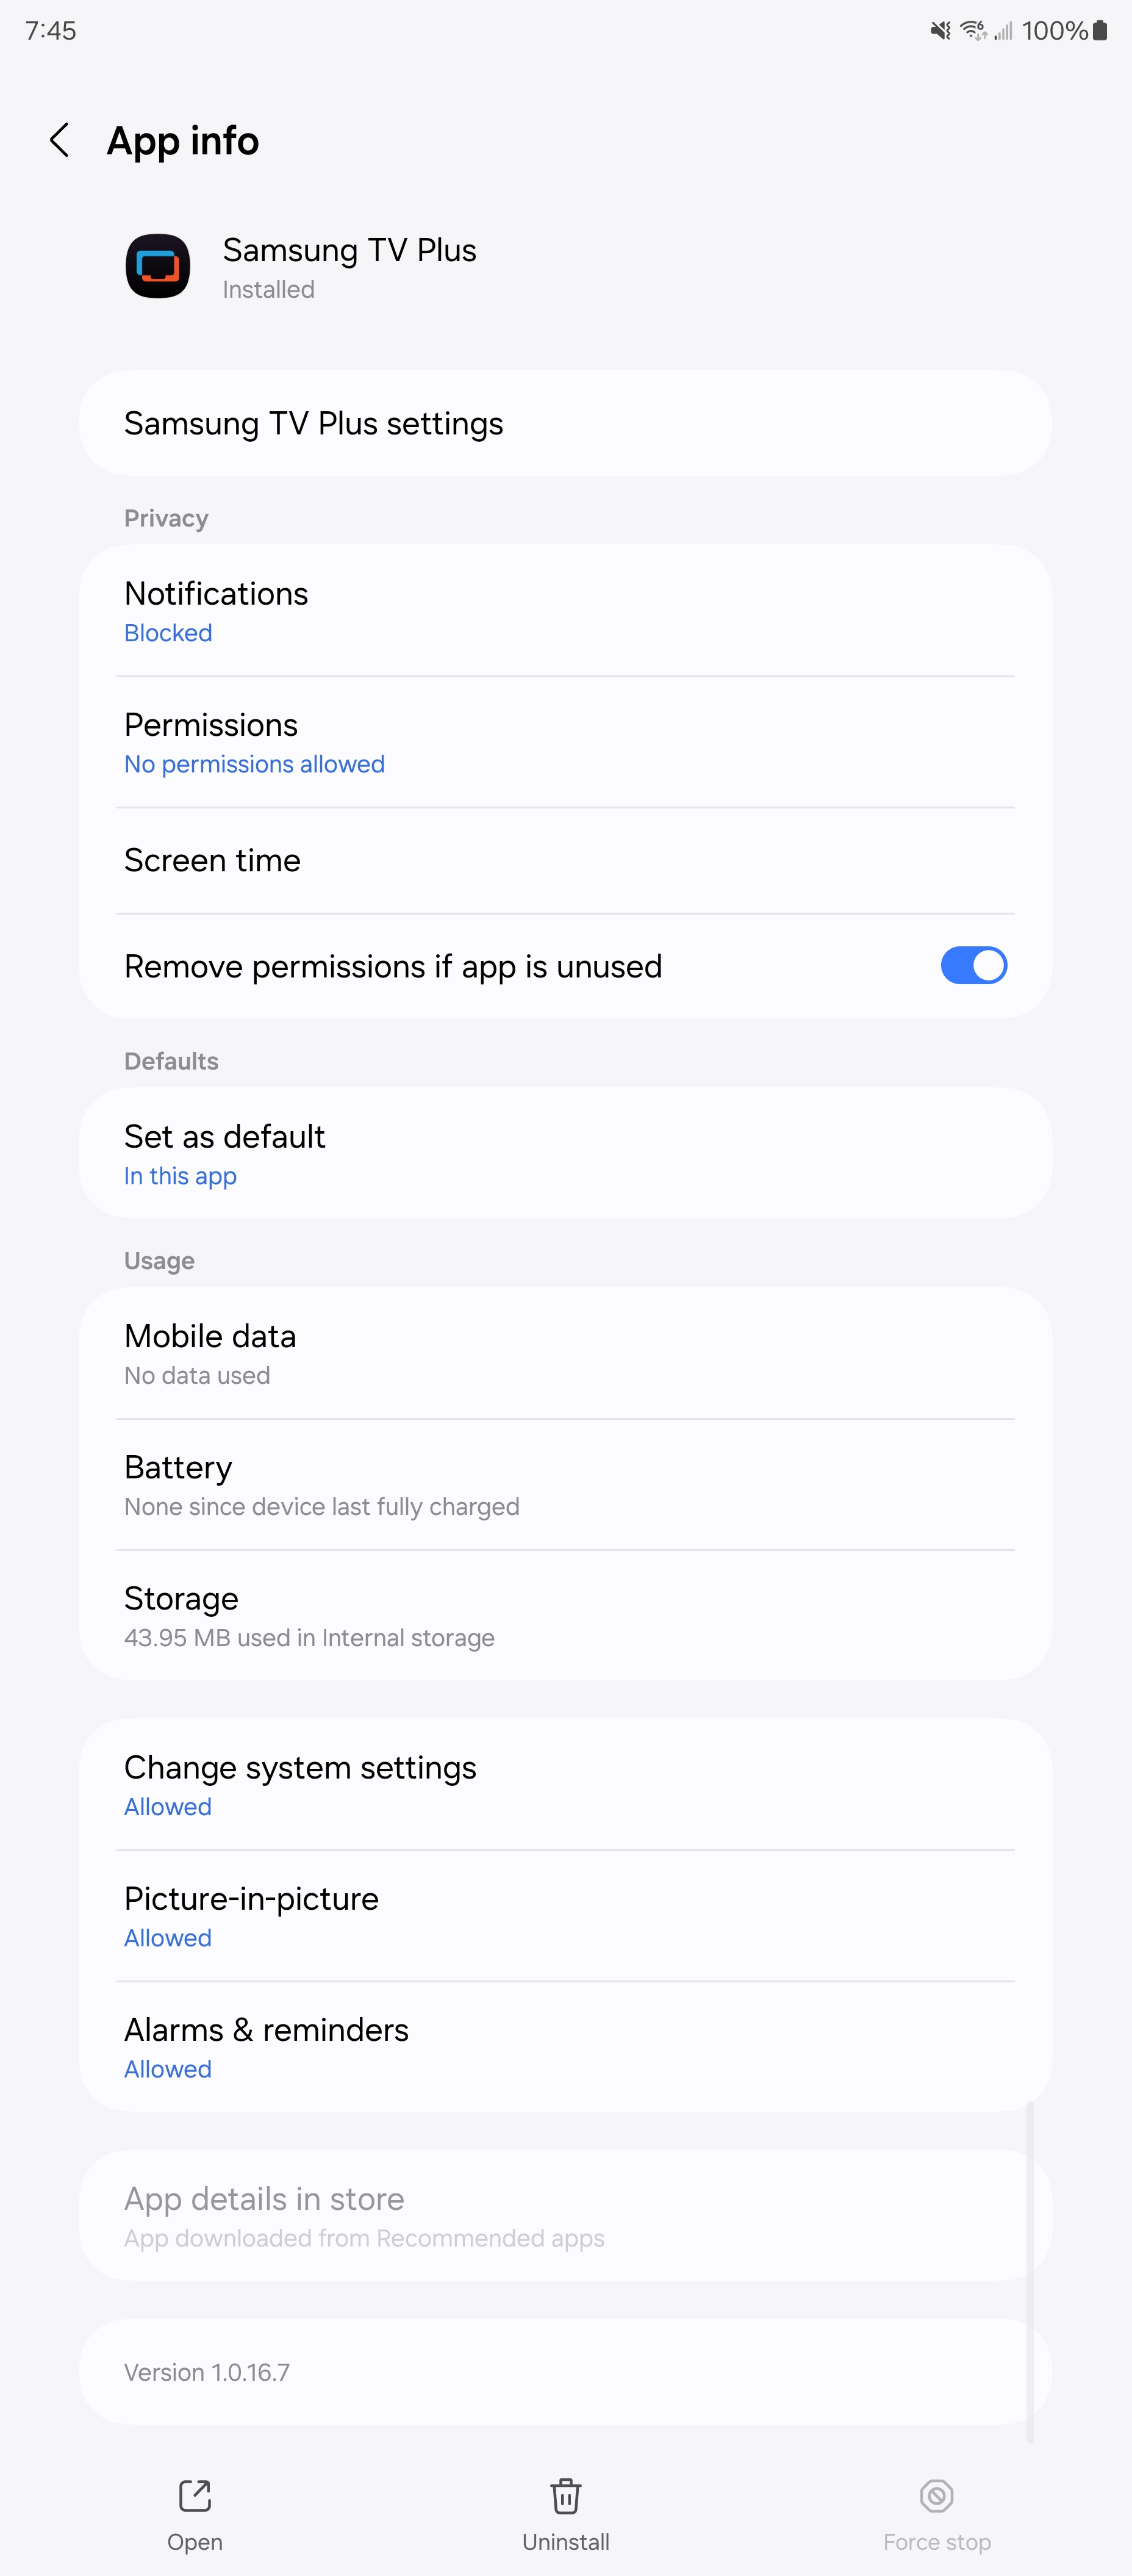 7:45
100%
App info
Samsung TV Plus
Installed
Samsung TV Plus settings
Privacy
Notifications
Blocked
Permissions
No permissions allowed
Screen time
Remove permissions if app is unused
Defaults
Set as default
In this app
Usage
Mobile data
No data used
Battery
None since device last fully charged
Storage
43.95 MB used in Internal storage
Change system settings
Allowed
Picture-in-picture
Allowed
Alarms & reminders
Allowed
App details in store
App downloaded from Recommended apps
Version 1.0.16.7
Open
Uninstall
Force stop